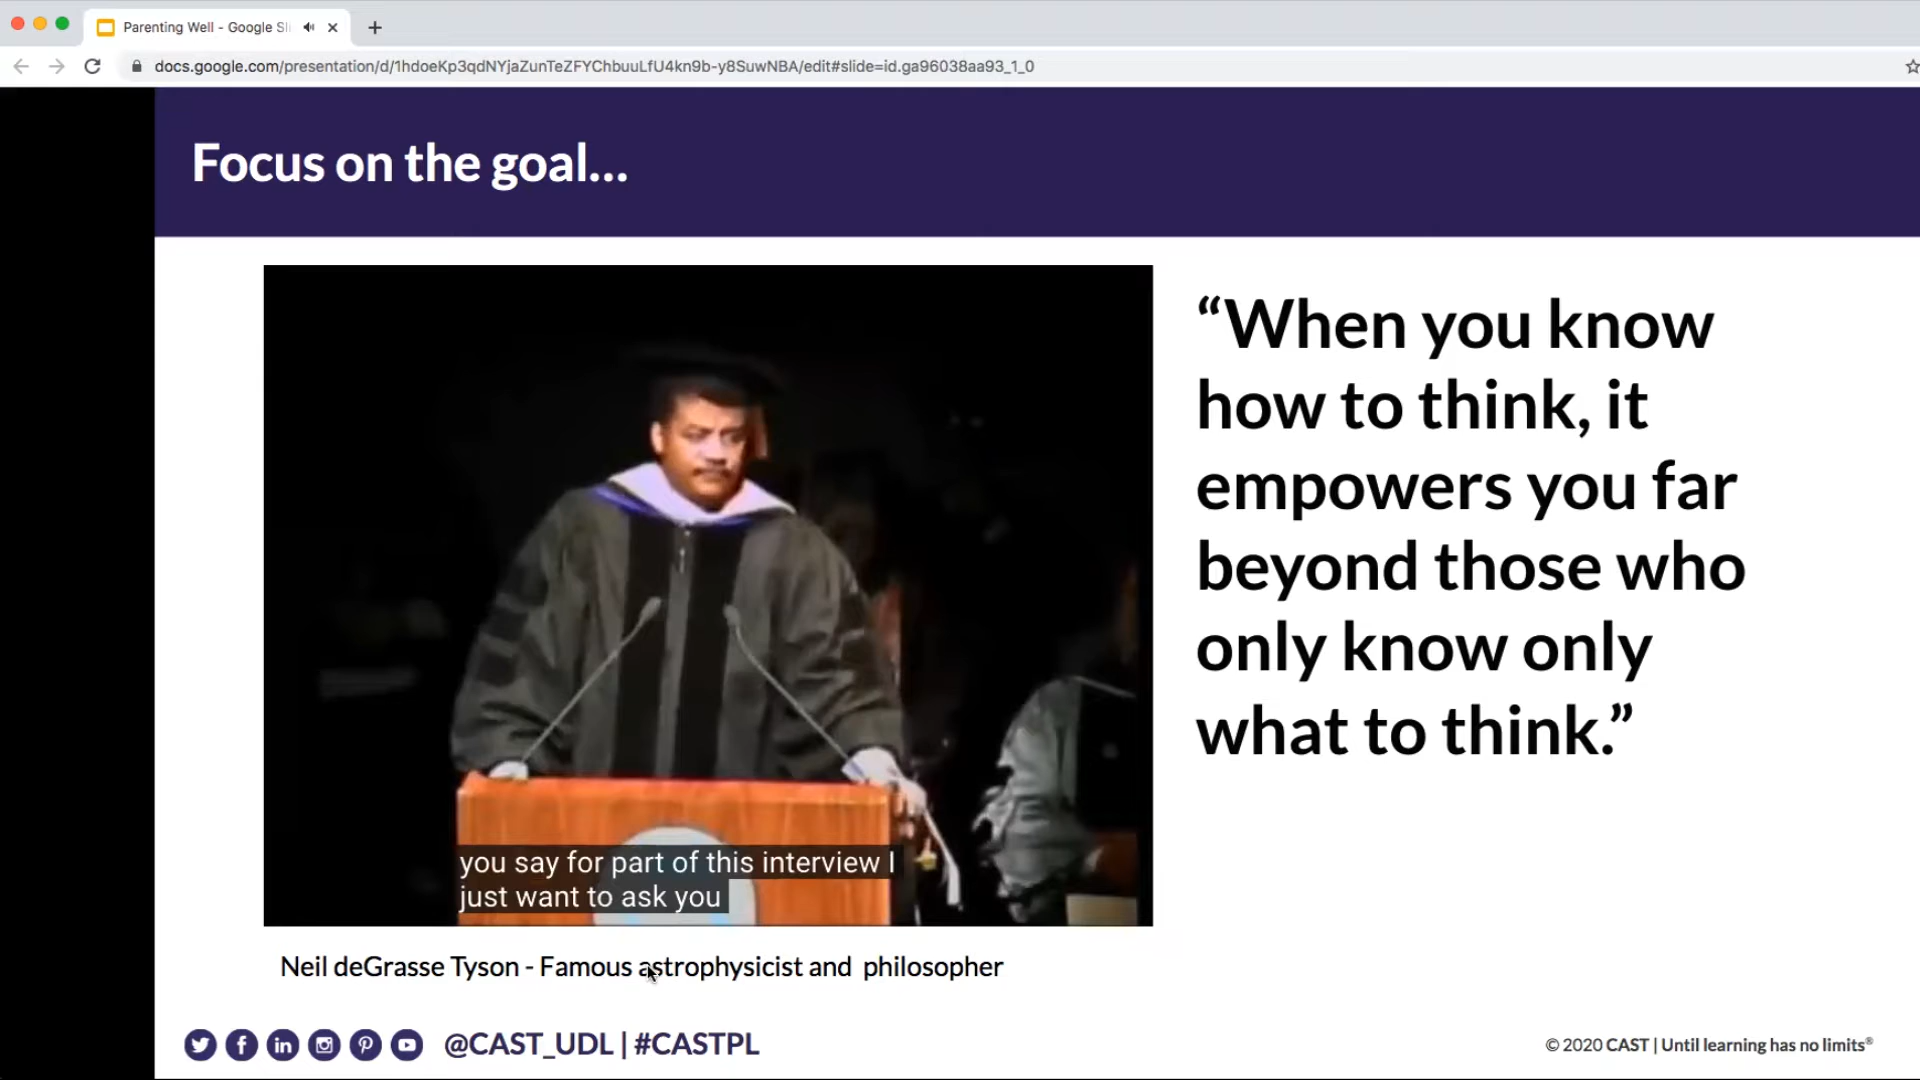 Parenting Well - Google Sli
docs.google.com/presentation/d/1hdoeKp3qdNYjaZunTeZFYChbuuLfU4kn9b-y8SuwNBA/edit#slide=id.ga96038aa93_1_0
Focus on the goal...
“When you know
how to think, it
empowers you far
beyond those who
only know only
what to think.”
you say for part of this interview I
just want to ask you
Neil deGrasse Tyson - Famous astrophysicist and philosopher
@CAST_UDL | #CASTPL
© 2020 CAST | Until learning has no limits®